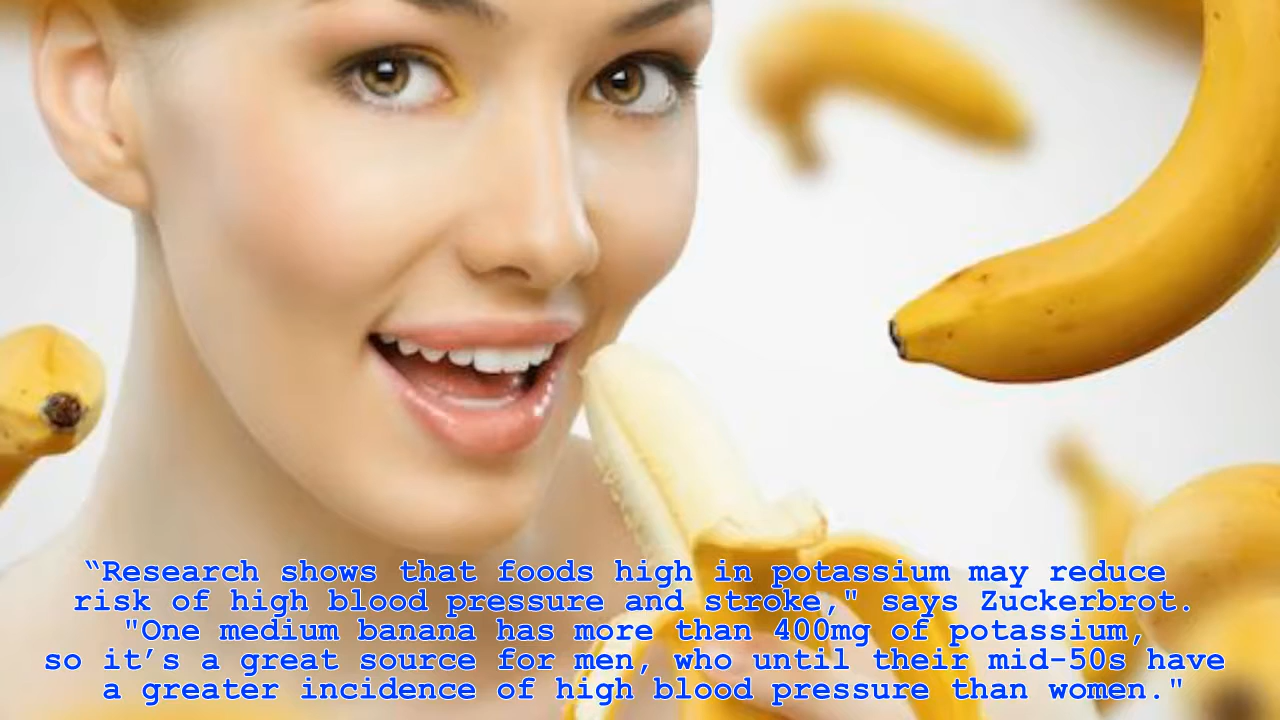 “Research shows that foods high in potassium may reduce
risk of high blood pressure and stroke," says Zuckerbrot.
"One medium banana has more than 400mg of potassium,
so it’s a great source for men, who until their mid-50s have
a greater incidence of high blood pressure than women."